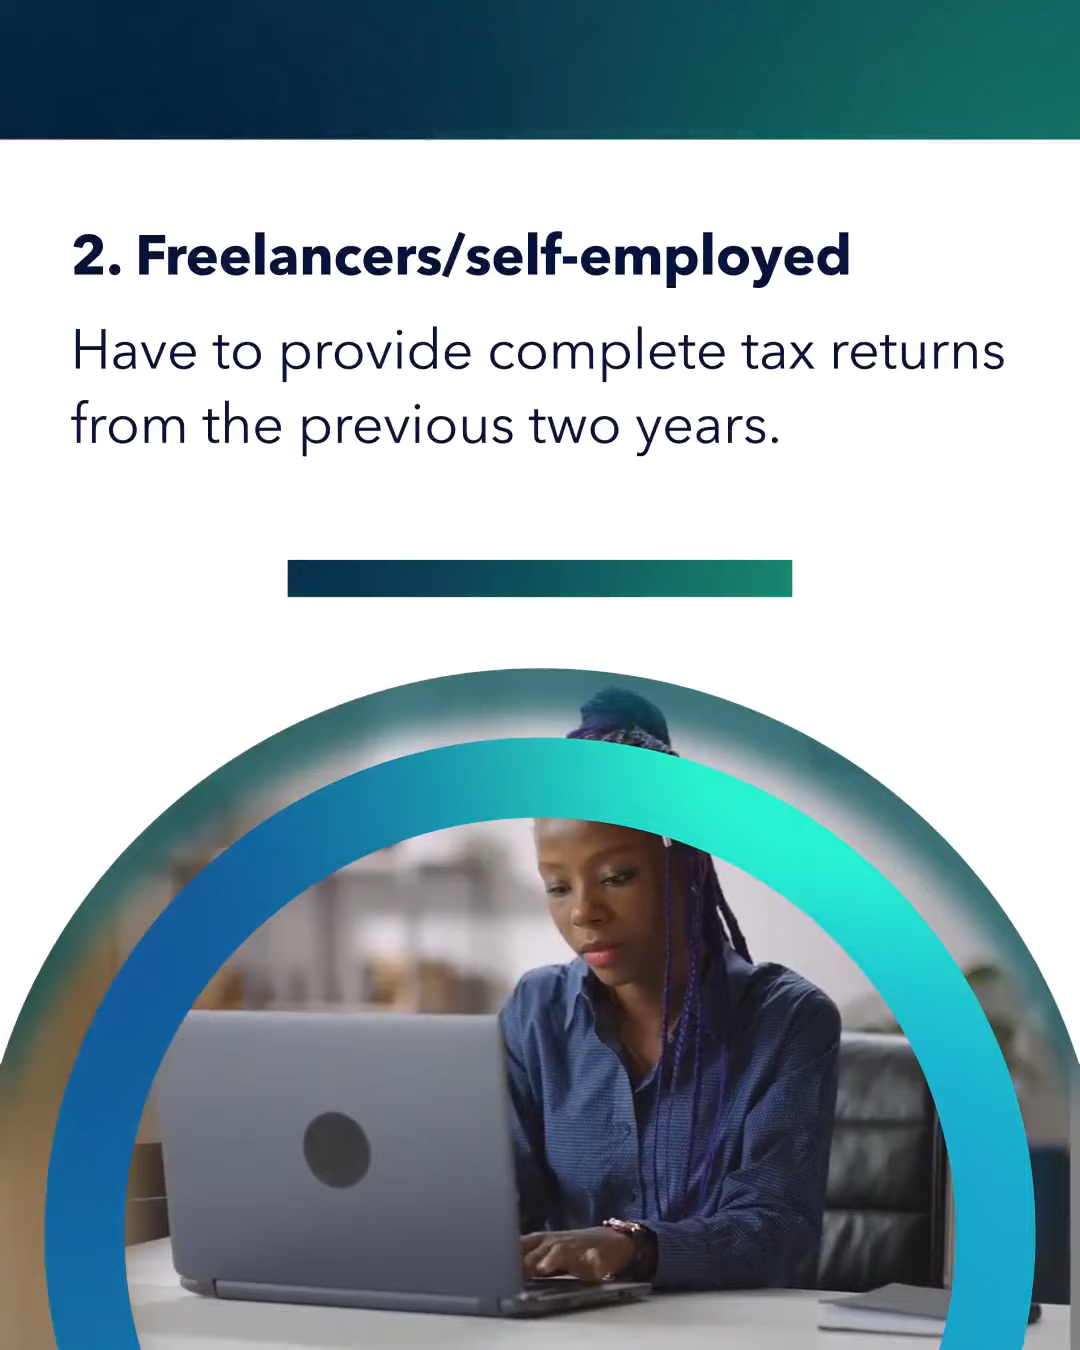 2. Freelancers/self-employed
Have to provide complete tax returns
from the previous two years.